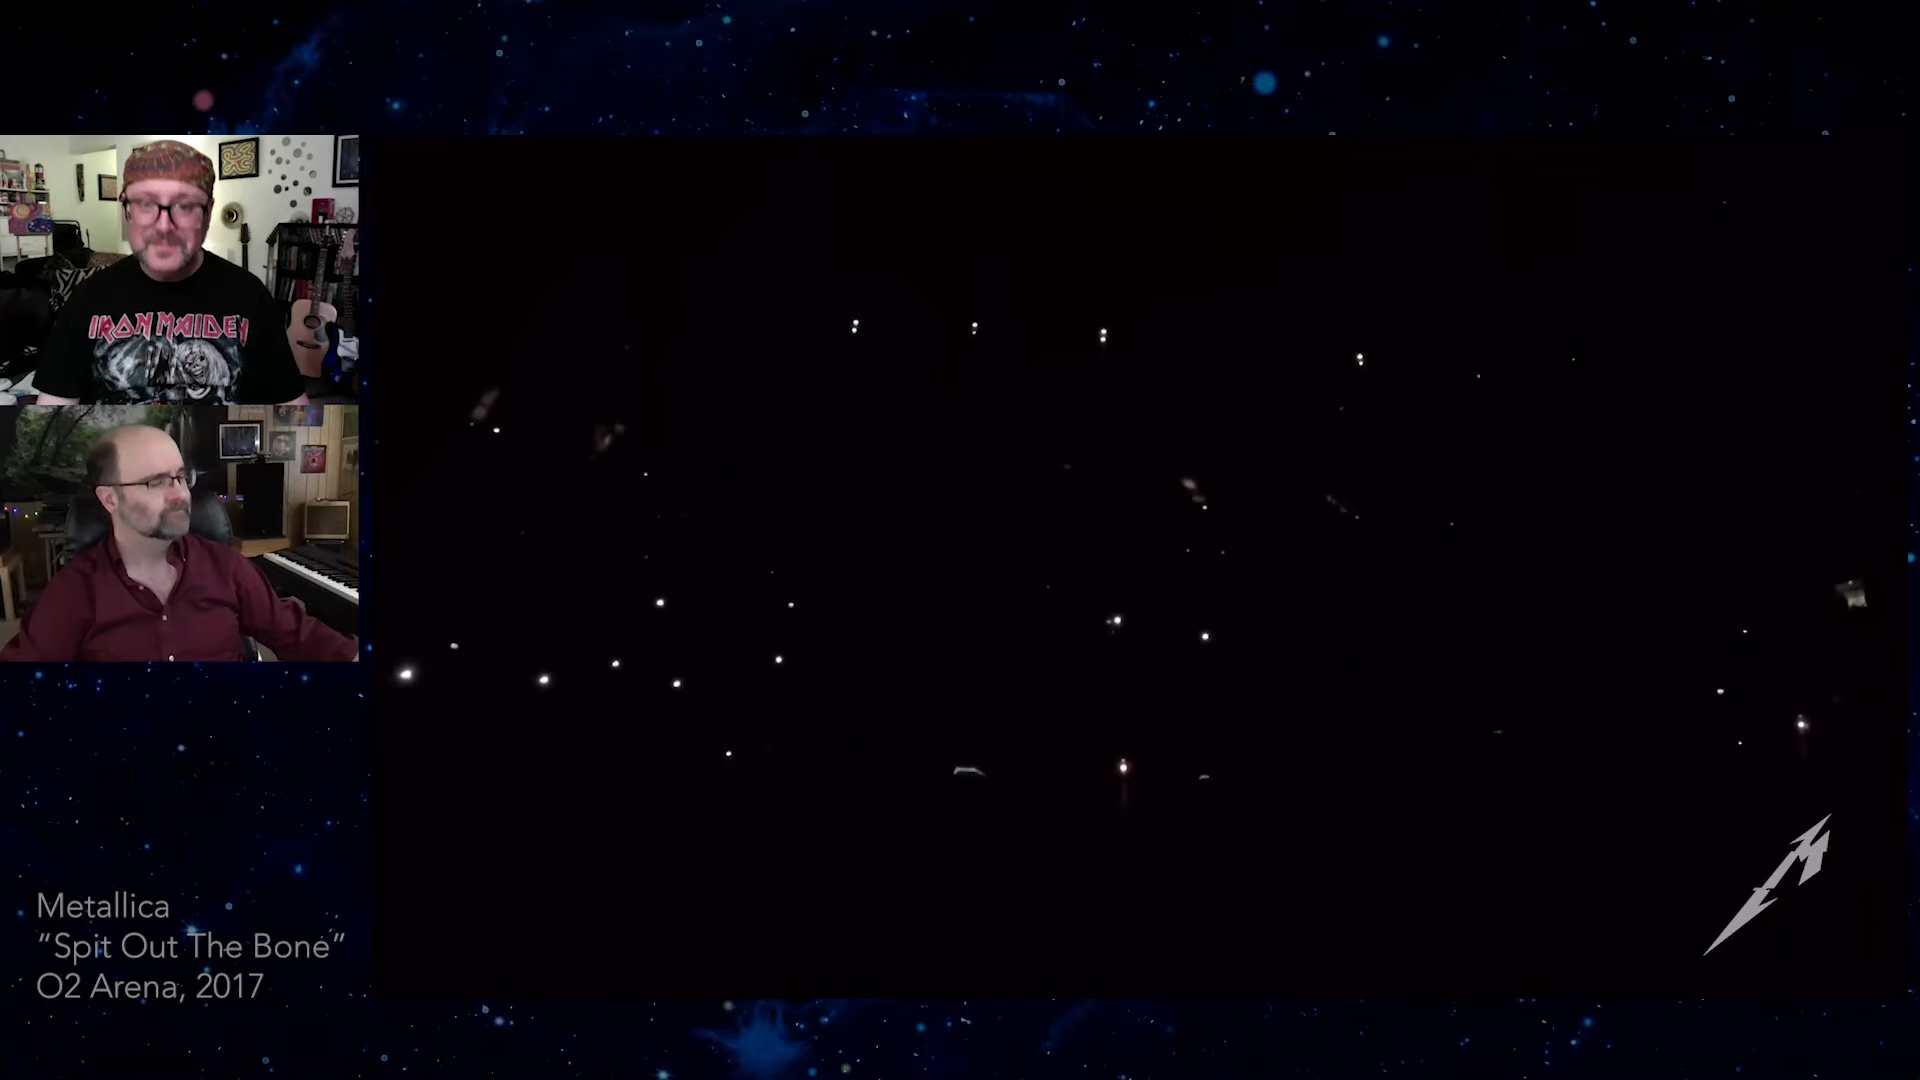 IRON MAIDEN
Metallica
“Spit Out The Bone”
O2 Arena, 2017
M